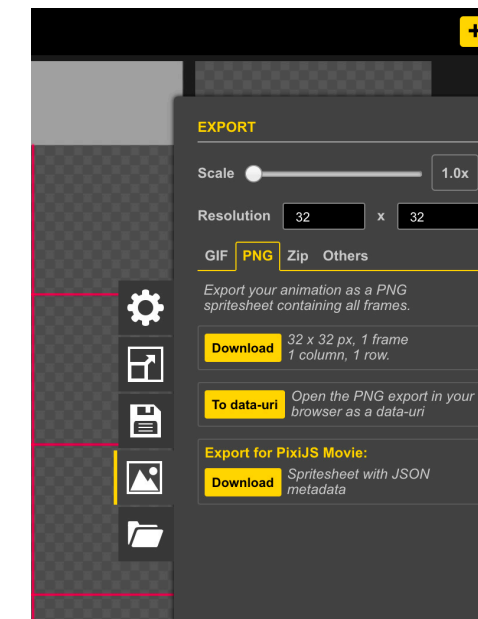 +
EXPORT
Scale 1.0x
Resolution 32 x 32
GIF PNG Zip Others
Export your animation as a PNG
spritesheet containing all frames.
Download
32 x 32 px, 1 frame
1 column, 1 row.
To data-uri
Open the PNG export in your
browser as a data-uri
Export for PixiJS Movie:
Download
Spritesheet with JSON
metadata